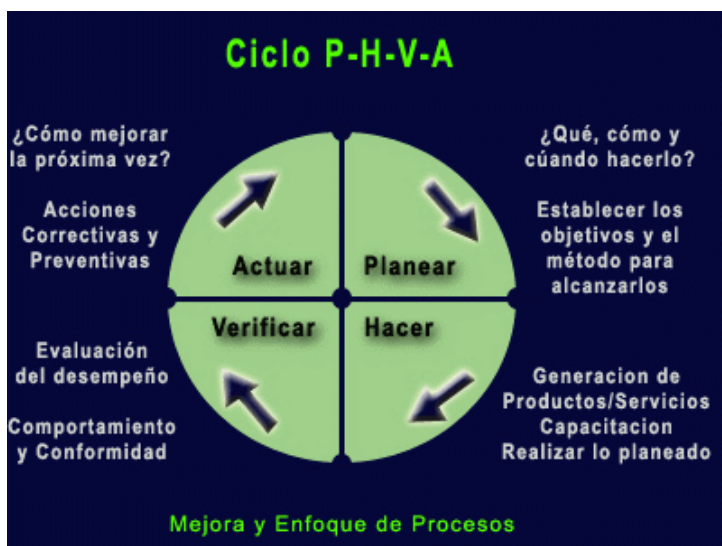 Ciclo P-H-V-A
¿Cómo mejorar
la próxima vez?
Acciones
Correctivas y
Preventivas
¿Qué, cómo y
cúando hacerlo?
Establecer los
objetivos y el
método para
alcanzarlos
Actuar
Planear
Verificar
Hacer
Evaluación
del desempeño
Comportamiento
y Conformidad
Generacion de
Productos/Servicios
Capacitacion
Realizar lo planeado
Mejora y Enfoque de Procesos